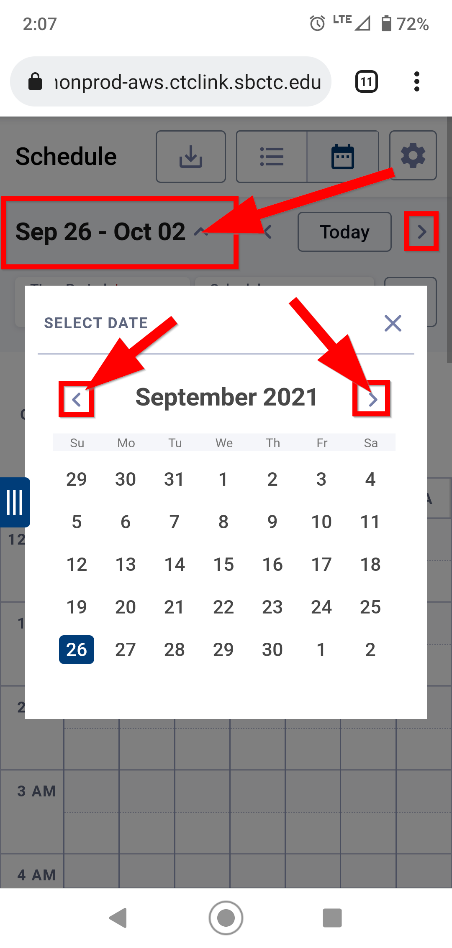 2:07 LTE 72%
nonprod-aws.ctclink.sbctc.edu 11
Schedule
Sep 26 - Oct 02 Today
SELECT DATE
September 2021
Su Mo Tu We Th Fr Sa
29 30 31 1 2 3 4
5 6 7 8 9 10 11
12 13 14 15 16 17 18
19 20 21 22 23 24 25
26 27 28 29 30 1 2
12
1
2
3 AM
4 AM